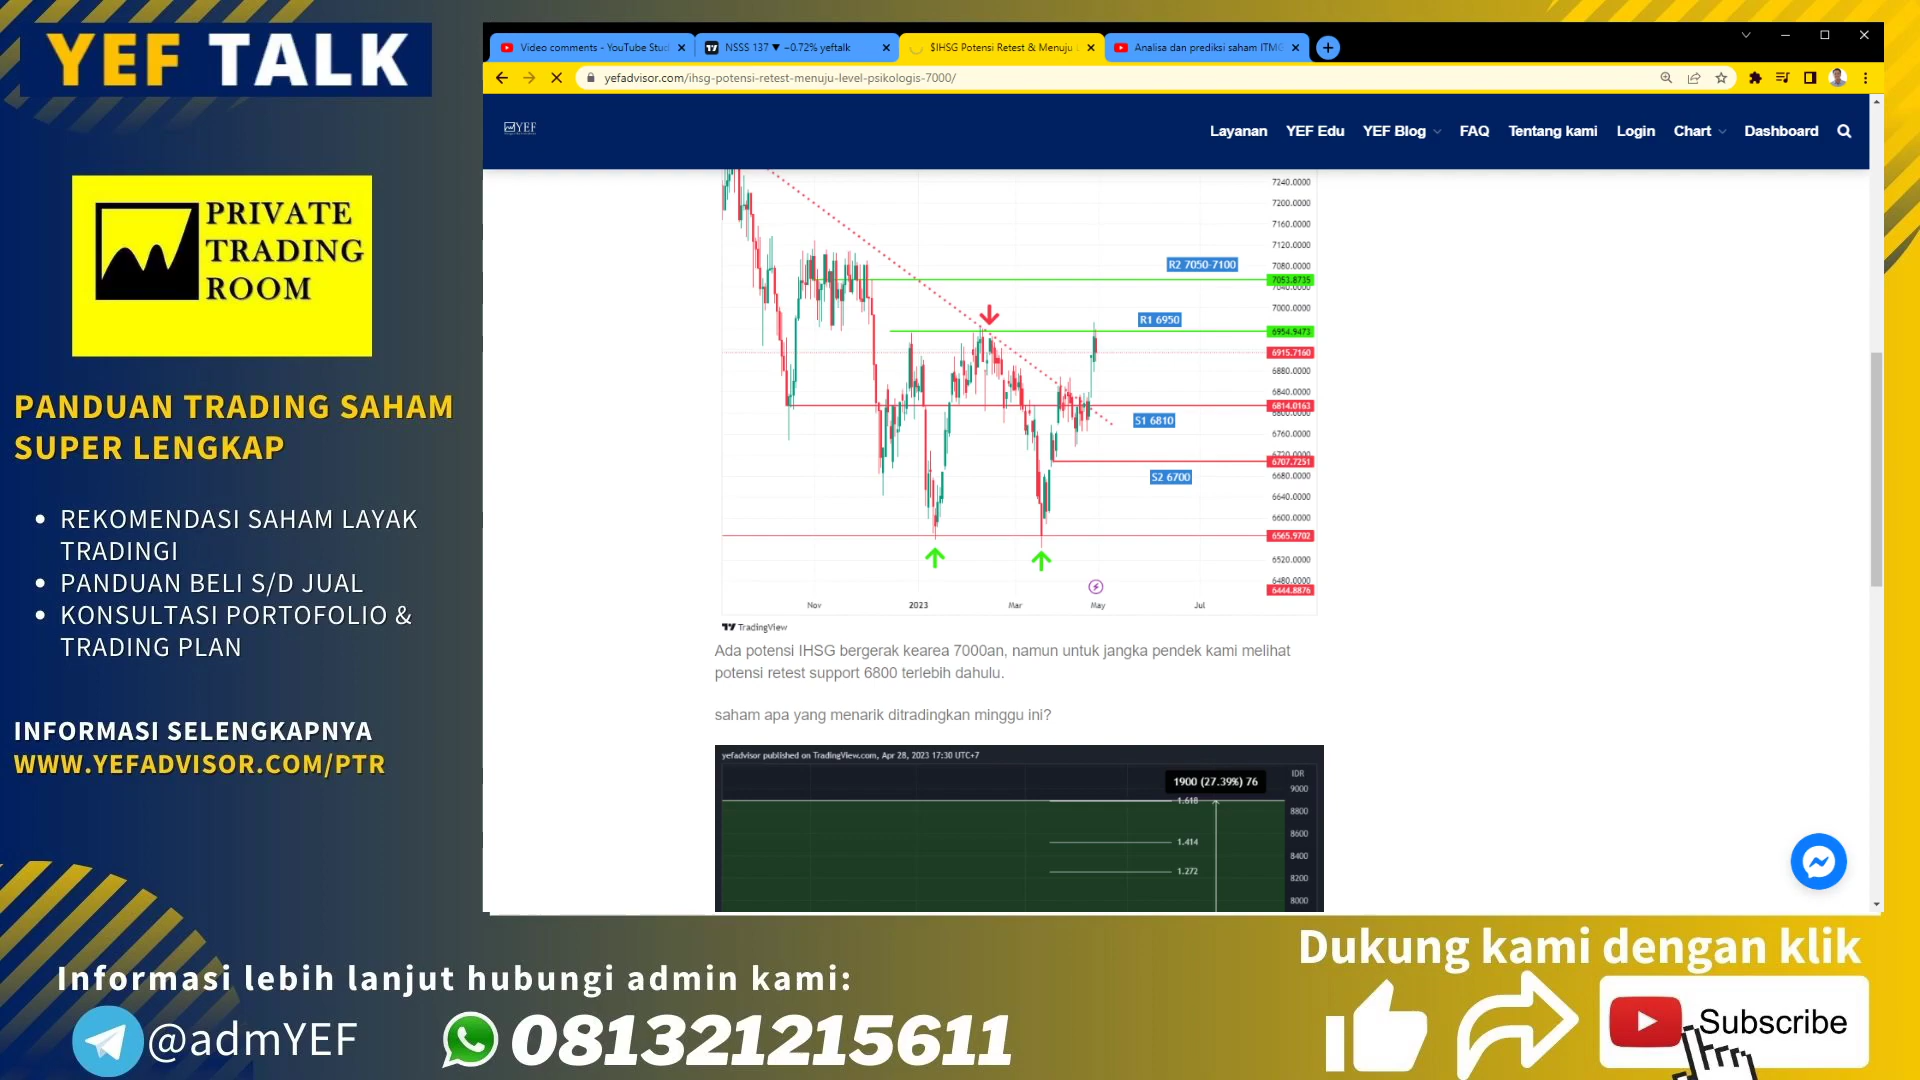 YEF TALK
PRIVATE
TRADING
ROOM
PANDUAN TRADING SAHAM
SUPER LENGKAP
REKOMENDASI SAHAM LAYAK
TRADINGI
PANDUAN BELI S/D JUAL
KONSULTASI PORTOFOLIO &
TRADING PLAN
INFORMASI SELENGKAPNYA
WWW.YEFADVISOR.COM/PTR
Video comments - YouTube Stud
NSSS 137 ▼ −0.72% yeftalk
$IHSG Potensi Retest & Menuju
Analisa dan prediksi saham ITMG
yefadvisor.com/ihsg-potensi-retest-menuju-level-psikologis-7000/
YEF
Layanan YEF Edu YEF Blog FAQ Tentang kami Login Chart Dashboard
7240.0000
7200.0000
7160.0000
7120.0000
R2 7050-7100
7080.0000
7053.8735
7040.0000
7000.0000
R1 6950
6954.9473
6915.7160
6880.0000
6840.0000
6814.0163
6800.0000
S1 6810
6760.0000
6720.0000
6707.7251
S2 6700
6680.0000
6640.0000
6600.0000
6565.9702
6520.0000
6480.0000
6444.8876
Nov 2023 Mar May Jul
TradingView
Ada potensi IHSG bergerak kearea 7000an, namun untuk jangka pendek kami melihat
potensi retest support 6800 terlebih dahulu.
saham apa yang menarik ditradingkan minggu ini?
yefadvisor published on TradingView.com, Apr 28, 2023 17:30 UTC+7
1900 (27.39%) 76
IDR
9000
1.618
8800
1.414
8600
8400
1.272
8200
8000
Informasi lebih lanjut hubungi admin kami:
@admYEF
081321215611
Dukung kami dengan klik
Subscribe